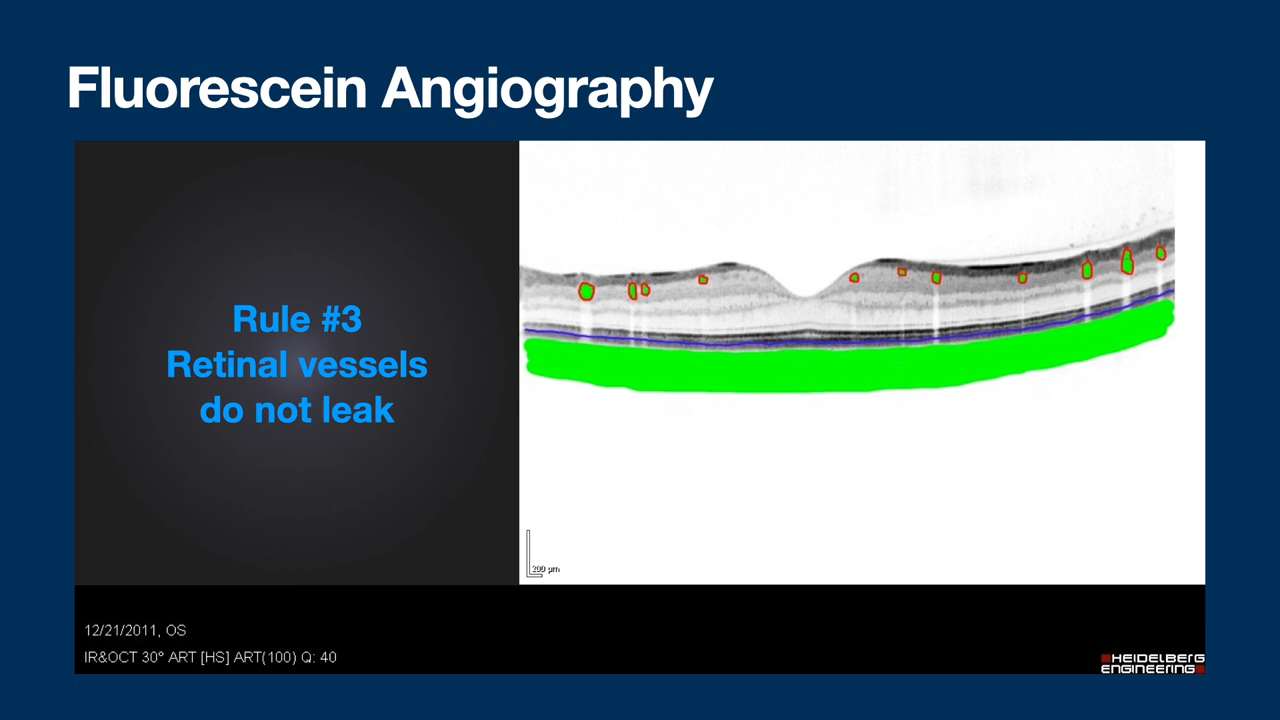 Fluorescein Angiography
Rule #3
Retinal vessels
do not leak
200 µm
12/21/2011, OS
IR&OCT 30° ART [HS] ART(100) Q: 40
HEIDELBERG
ENGINEERING